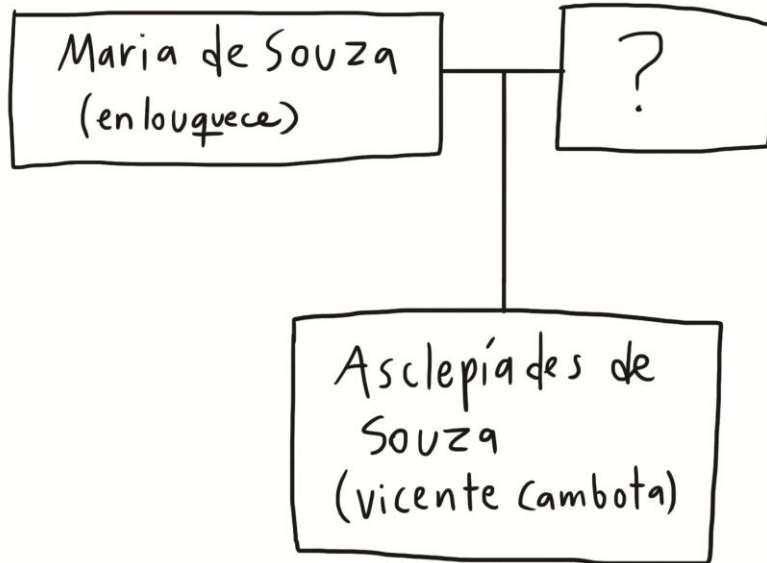 Maria de Souza
(enlouquece)
?
Asclepíades de
Souza
(vicente Cambota)